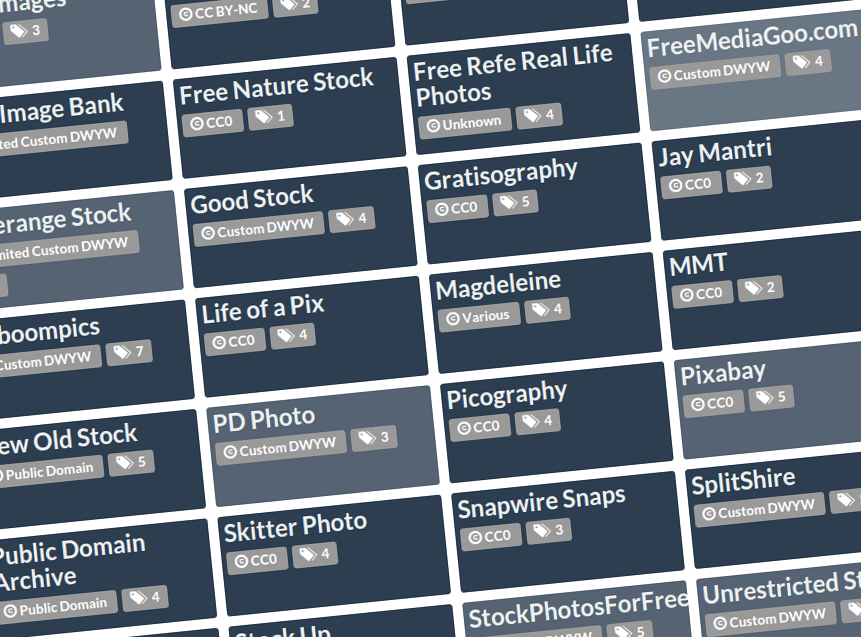 mages
3
CC BY-NC 2
Image Bank
ted Custom DWYW
Free Nature Stock
CC0 1
Free Refe Real Life
Photos
Unknown 4
FreeMediaGoo.com
Custom DWYW 4
erange Stock
mited Custom DWYW
Good Stock
Custom DWYW 4
Gratisography
CC0 5
Jay Mantri
CC0 2
boompics
Custom DWYW 7
Life of a Pix
CC0 4
Magdeleine
Various 4
MMT
CC0 2
ew Old Stock
Public Domain 5
PD Photo
Custom DWYW 3
Picography
CC0 4
Pixabay
CC0 5
Public Domain
Archive
Public Domain 4
Skitter Photo
CC0 4
Snapwire Snaps
CC0 3
SplitShire
Custom DWYW
Stock Up
StockPhotosForFree
DWYW 5
Unrestricted St
Custom DWYW